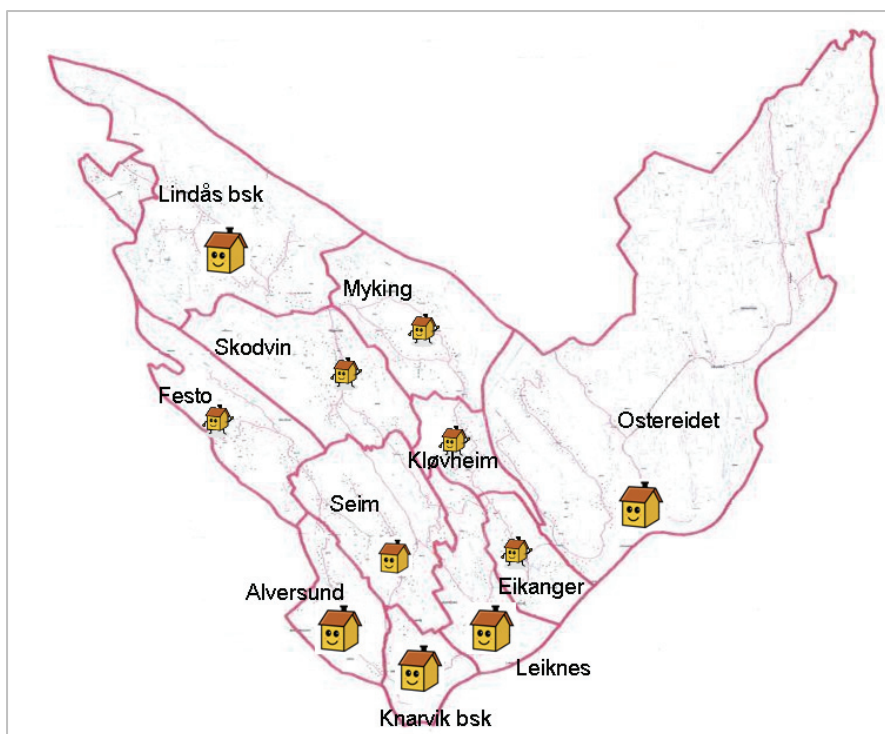 Lindås bsk
Myking
Skodvin
Festo
Ostereidet
Kløvheim
Seim
Eikanger
Alversund
Leiknes
Knarvik bsk